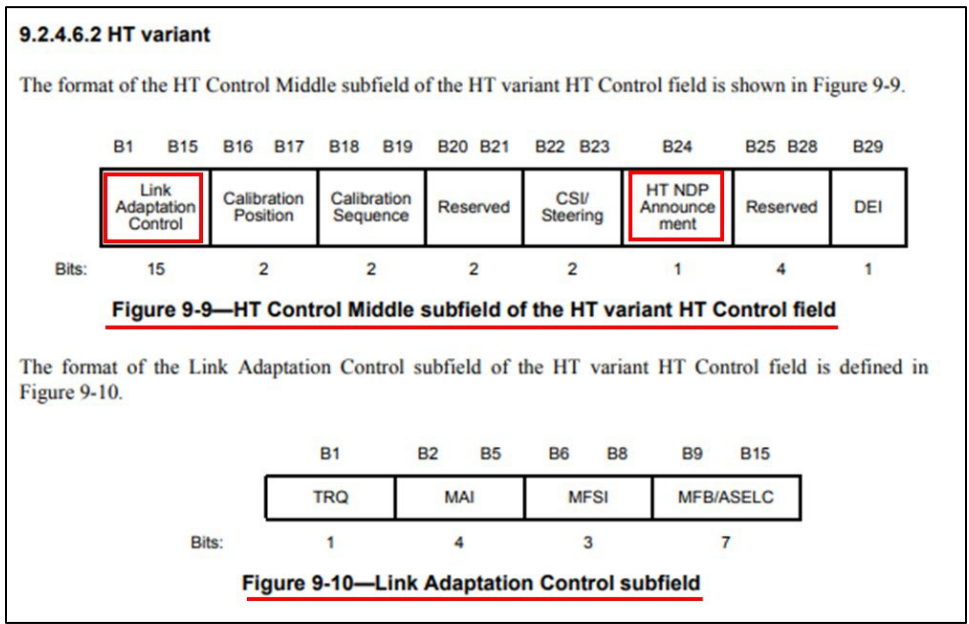 9.2.4.6.2 HT variant
The format of the HT Control Middle subfield of the HT variant HT Control field is shown in Figure 9-9.
B1 B15 B16 B17 B18 B19 B20 B21 B22 B23 B24 B25 B28 B29
Link Adaptation Control
Calibration Position
Calibration Sequence
Reserved
CSI/ Steering
HT NDP Announce ment
Reserved
DEI
Bits: 15 2 2 2 2 1 4 1
Figure 9-9—HT Control Middle subfield of the HT variant HT Control field
The format of the Link Adaptation Control subfield of the HT variant HT Control field is defined in
Figure 9-10.
B1 B2 B5 B6 B8 B9 B15
TRQ MAI MFSI MFB/ASELC
Bits: 1 4 3 7
Figure 9-10—Link Adaptation Control subfield